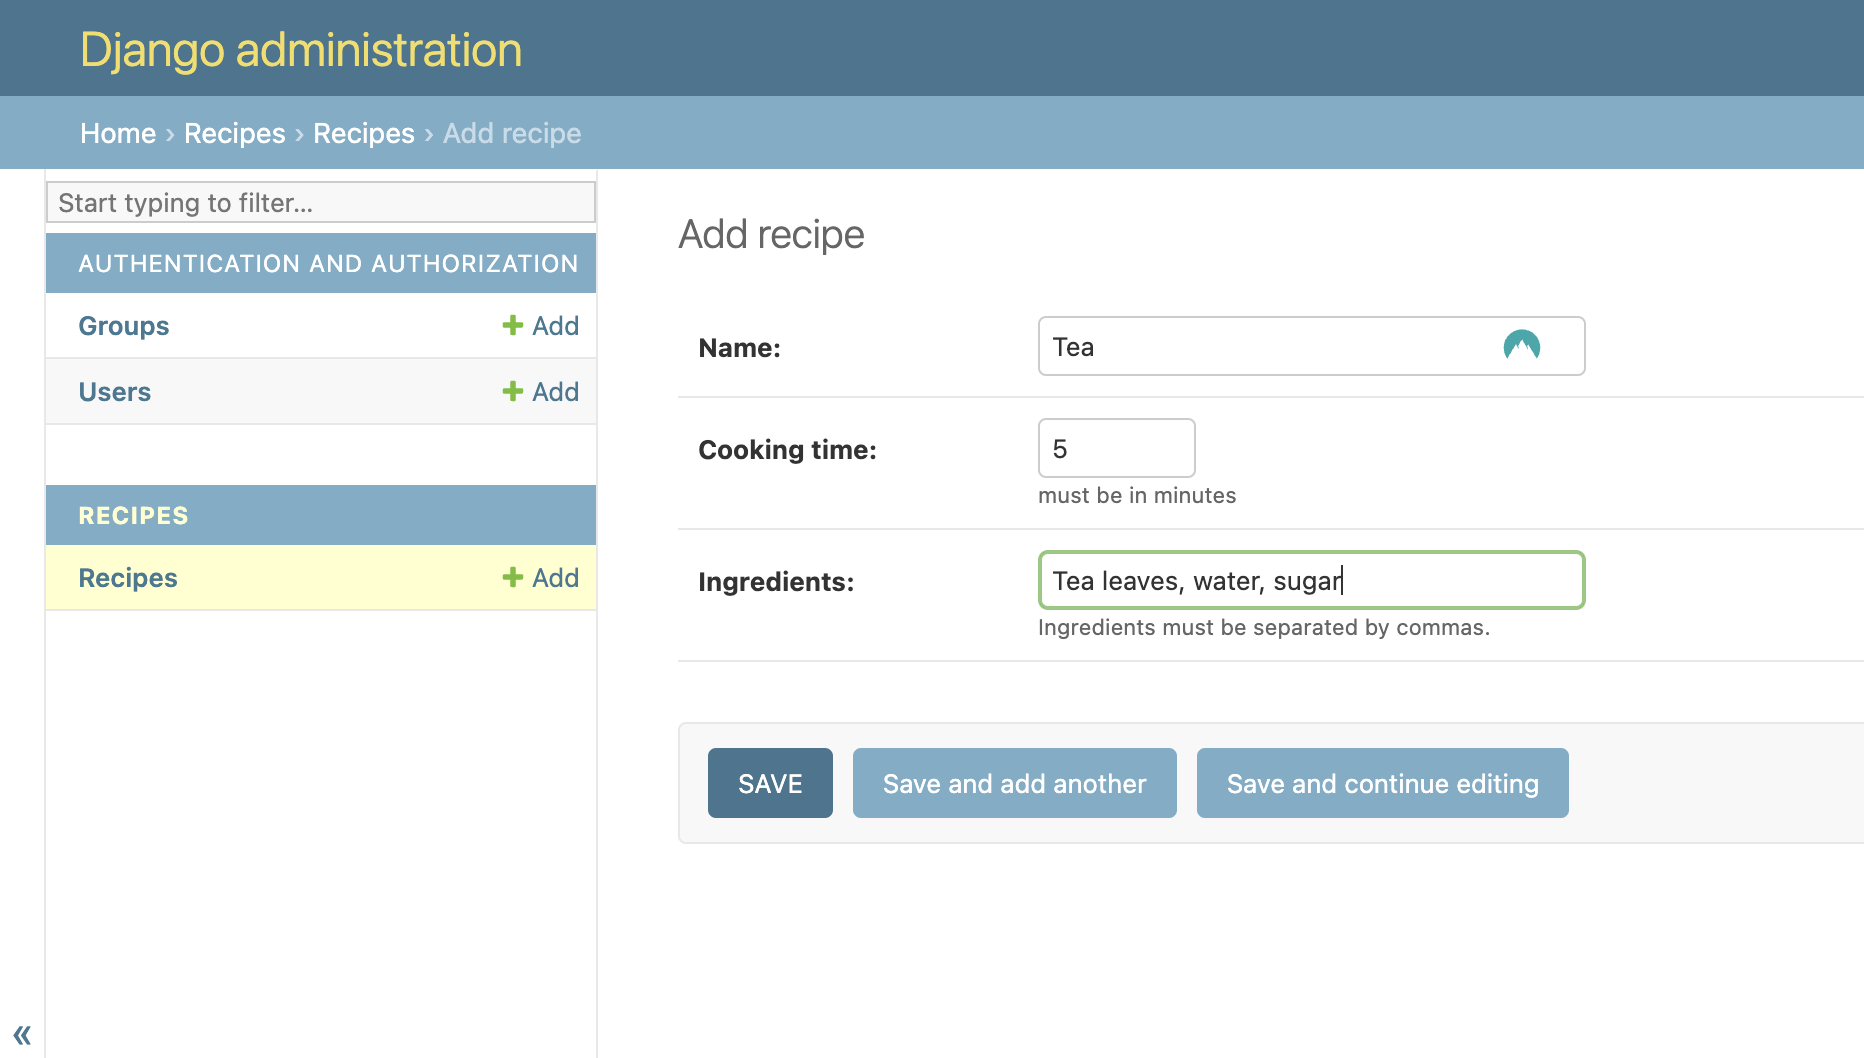 Django administration
Home › Recipes › Recipes › Add recipe
Start typing to filter...
AUTHENTICATION AND AUTHORIZATION
Groups + Add
Users + Add
RECIPES
Recipes + Add
«
Add recipe
Name: Tea
Cooking time: 5
must be in minutes
Ingredients: Tea leaves, water, sugar
Ingredients must be separated by commas.
SAVE Save and add another Save and continue editing